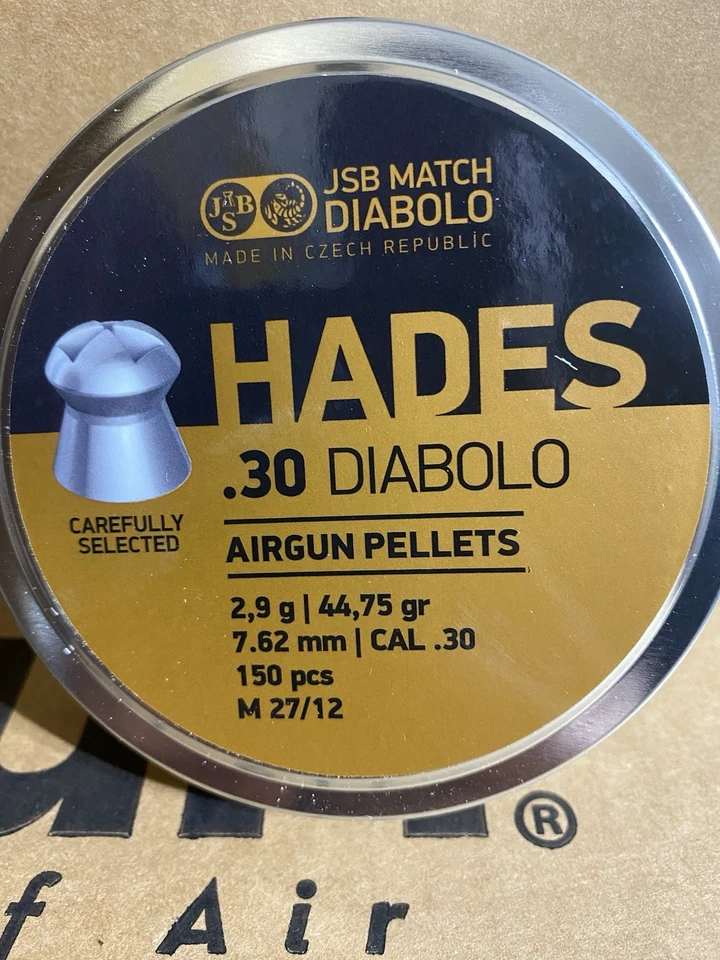 JSB
JSB MATCH
DIABOLO
MADE IN CZECH REPUBLIC
HADES
.30 DIABOLO
CAREFULLY
SELECTED
AIRGUN PELLETS
2,9 g | 44,75 gr
7.62 mm | CAL .30
150 pcs
M 27/12
®
f Air